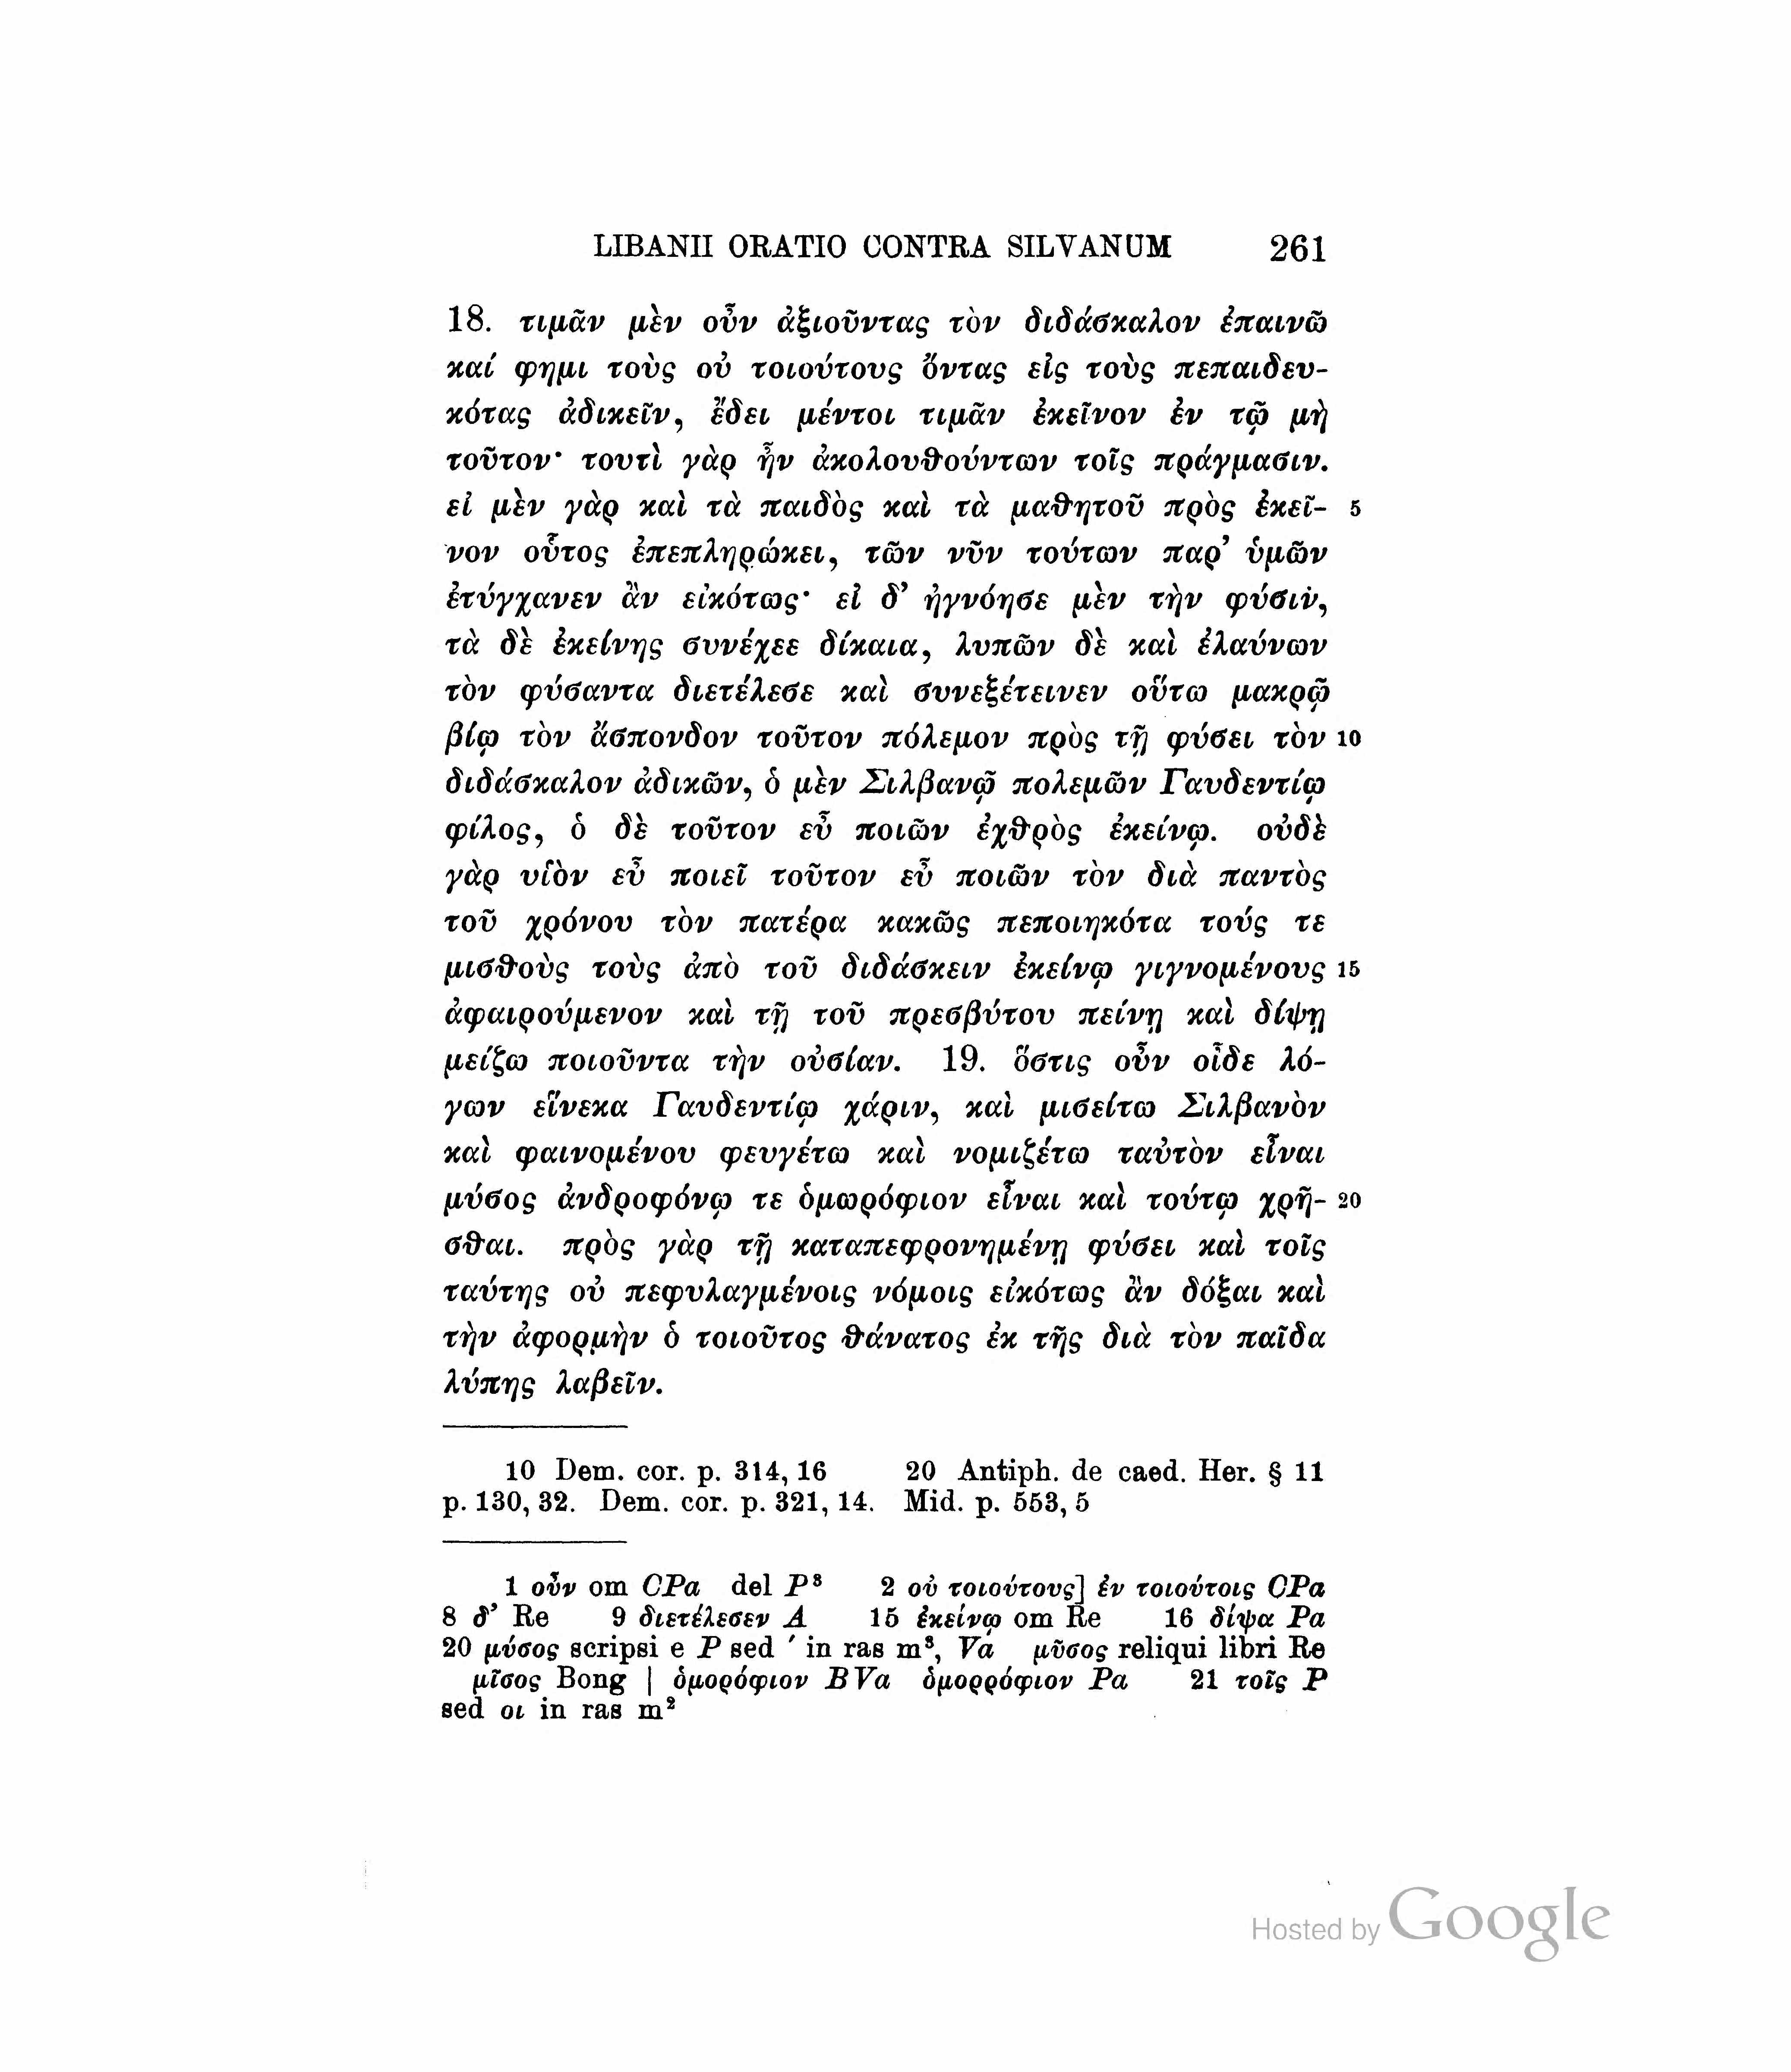 LIBANII ORATIO CONTRA SILVANUM 261
18. τιμᾶν μὲν οὖν ἀξιοῦντας τὸν διδάσκαλον ἐπαινῶ
καί φημι τοὺς οὐ τοιούτους ὄντας εἰς τοὺς πεπαιδευ-
κότας ἀδικεῖν, ἔδει μέντοι τιμᾶν ἐκεῖνον ἐν τῷ μὴ
τοῦτον· τουτὶ γὰρ ἦν ἀκολουθούντων τοῖς πράγμασιν.
εἰ μὲν γὰρ καὶ τὰ παιδὸς καὶ τὰ μαθητοῦ πρὸς ἐκεῖ- 5
νον οὗτος ἐπεπληρώκει, τῶν νῦν τούτων παρ’ ὑμῶν
ἐτύγχανεν ἂν εἰκότως· εἰ δ’ ἠγνόησε μὲν τὴν φύσιν,
τὰ δὲ ἐκείνης συνέχεε δίκαια, λυπῶν δὲ καὶ ἐλαύνων
τὸν φύσαντα διετέλεσε καὶ συνεξέτεινεν οὕτω μακρῷ
βίῳ τὸν ἄσπονδον τοῦτον πόλεμον πρὸς τῇ φύσει τὸν 10
διδάσκαλον ἀδικῶν, ὁ μὲν Σιλβανῷ πολεμῶν Γαυδεντίῳ
φίλος, ὁ δὲ τοῦτον εὖ ποιῶν ἐχθρὸς ἐκείνῳ. οὐδὲ
γὰρ υἱὸν εὖ ποιεῖ τοῦτον εὖ ποιῶν τὸν διὰ παντὸς
τοῦ χρόνου τὸν πατέρα κακῶς πεποιηκότα τούς τε
μισθοὺς τοὺς ἀπὸ τοῦ διδάσκειν ἐκείνῳ γιγνομένους 15
ἀφαιρούμενον καὶ τῇ τοῦ πρεσβύτου πείνῃ καὶ δίψῃ
μείζω ποιοῦντα τὴν οὐσίαν. 19. ὅστις οὖν οἶδε λό-
γων εἵνεκα Γαυδεντίῳ χάριν, καὶ μισείτω Σιλβανὸν
καὶ φαινομένου φευγέτω καὶ νομιζέτω ταὐτὸν εἶναι
μύσος ἀνδροφόνῳ τε ὁμωρόφιον εἶναι καὶ τούτῳ χρῆ- 20
σθαι. πρὸς γὰρ τῇ καταπεφρονημένῃ φύσει καὶ τοῖς
ταύτης οὐ πεφυλαγμένοις νόμοις εἰκότως ἂν δόξαι καὶ
τὴν ἀφορμὴν ὁ τοιοῦτος θάνατος ἐκ τῆς διὰ τὸν παῖδα
λύπης λαβεῖν.
10 Dem. cor. p. 314, 16 20 Antiph. de caed. Her. § 11
p. 130, 32. Dem. cor. p. 321, 14. Mid. p. 553, 5
1 οὖν om CPa del P³ 2 οὐ τοιούτους] ἐν τοιούτοις CPa
8 δ’ Re 9 διετέλεσεν A 15 ἐκείνῳ om Re 16 δίψα Pa
20 μύσος scripsi e P sed ′ in ras m³, Va μῦσος reliqui libri Re
μῖσος Bong | ὁμορόφιον BVa ὁμορρόφιον Pa 21 τοῖς P
sed οι in ras m²
Hosted by Google